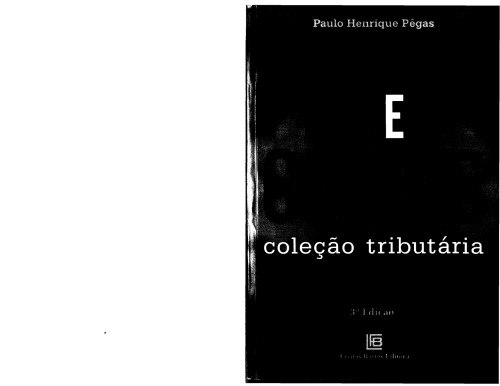 Paulo Henrique Pêgas
E
coleção tributária
3ª Edição
Freitas Bastos Editora